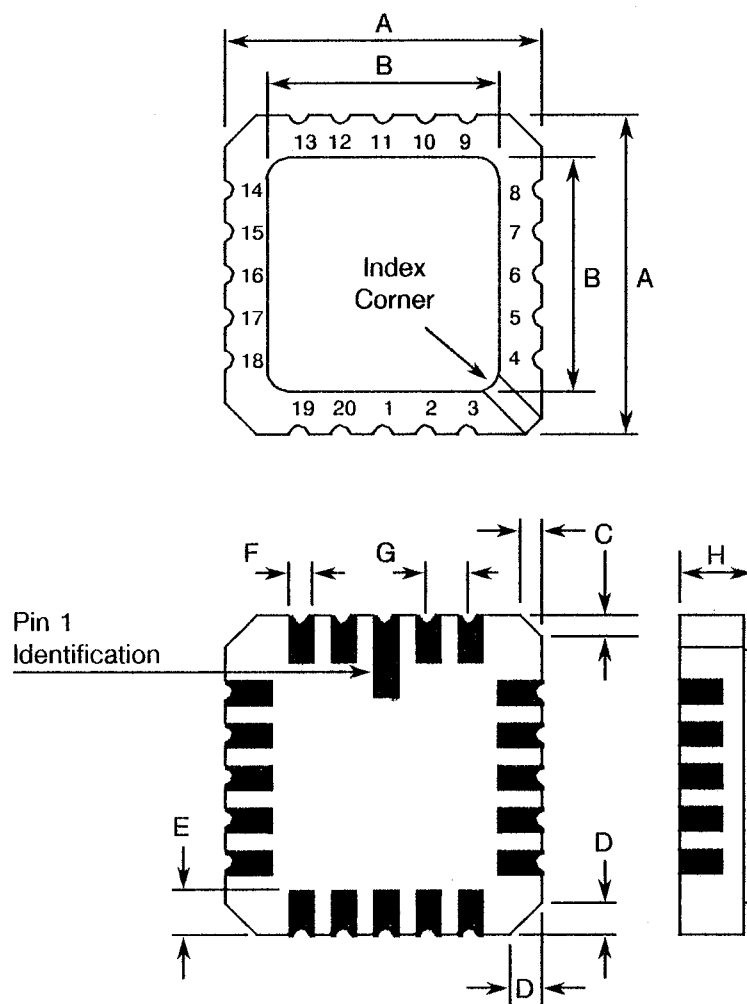 A
B
13 12 11 10 9
14 8
15 7
16 Index 6 B A
17 Corner 5
18 4
19 20 1 2 3
C
F G H
Pin 1
Identification
E
D
D